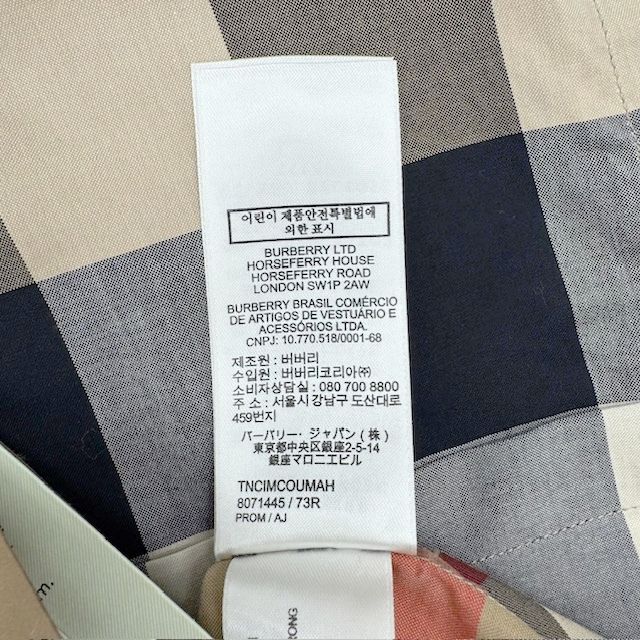 어린이 제품안전특별법에
의한 표시
BURBERRY LTD
HORSEFERRY HOUSE
HORSEFERRY ROAD
LONDON SW1P 2AW
BURBERRY BRASIL COMÉRCIO
DE ARTIGOS DE VESTUÁRIO E
ACESSÓRIOS LTDA.
CNPJ: 10.770.518/0001-68
제조원 : 버버리
수입원 : 버버리코리아㈜
소비자상담실 : 080 700 8800
주 소 : 서울시 강남구 도산대로
459번지
バーバリー・ジャパン(株)
東京都中央区銀座2-5-14
銀座マロニエビル
TNCIMCOUMAH
8071445 / 73R
PROM / AJ